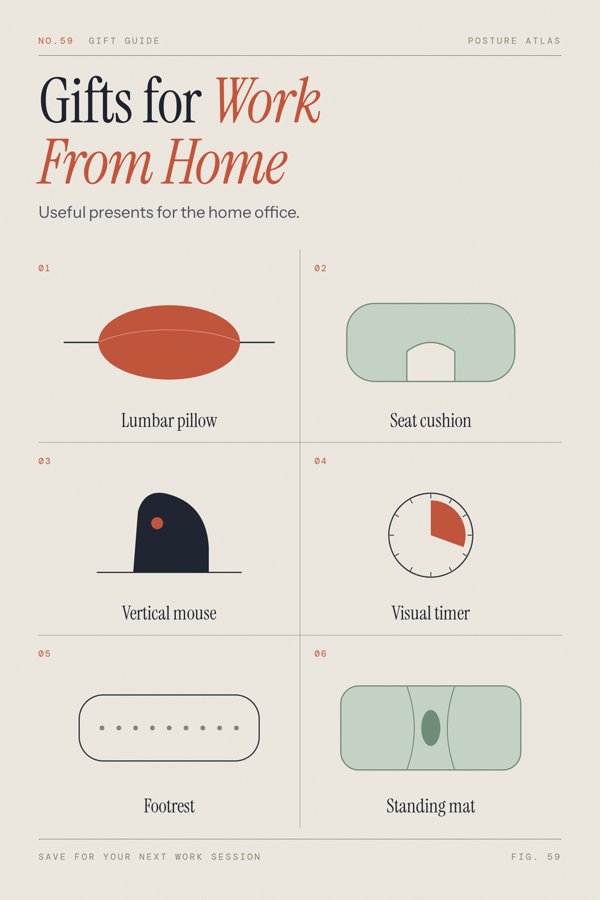 NO.59 GIFT GUIDE
POSTURE ATLAS
Gifts for Work
From Home
Useful presents for the home office.
01
02
Lumbar pillow
Seat cushion
03
04
Vertical mouse
Visual timer
05
06
Footrest
Standing mat
SAVE FOR YOUR NEXT WORK SESSION
FIG. 59